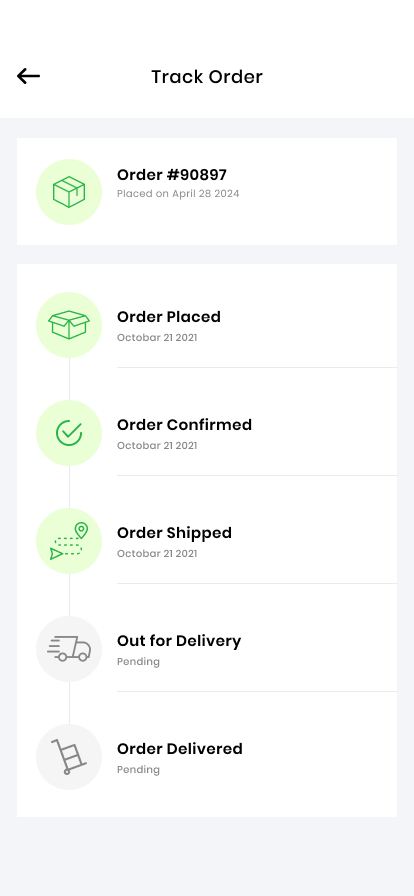 Track Order
Order #90897
Placed on April 28 2024
Order Placed
Octobar 21 2021
Order Confirmed
Octobar 21 2021
Order Shipped
Octobar 21 2021
Out for Delivery
Pending
Order Delivered
Pending